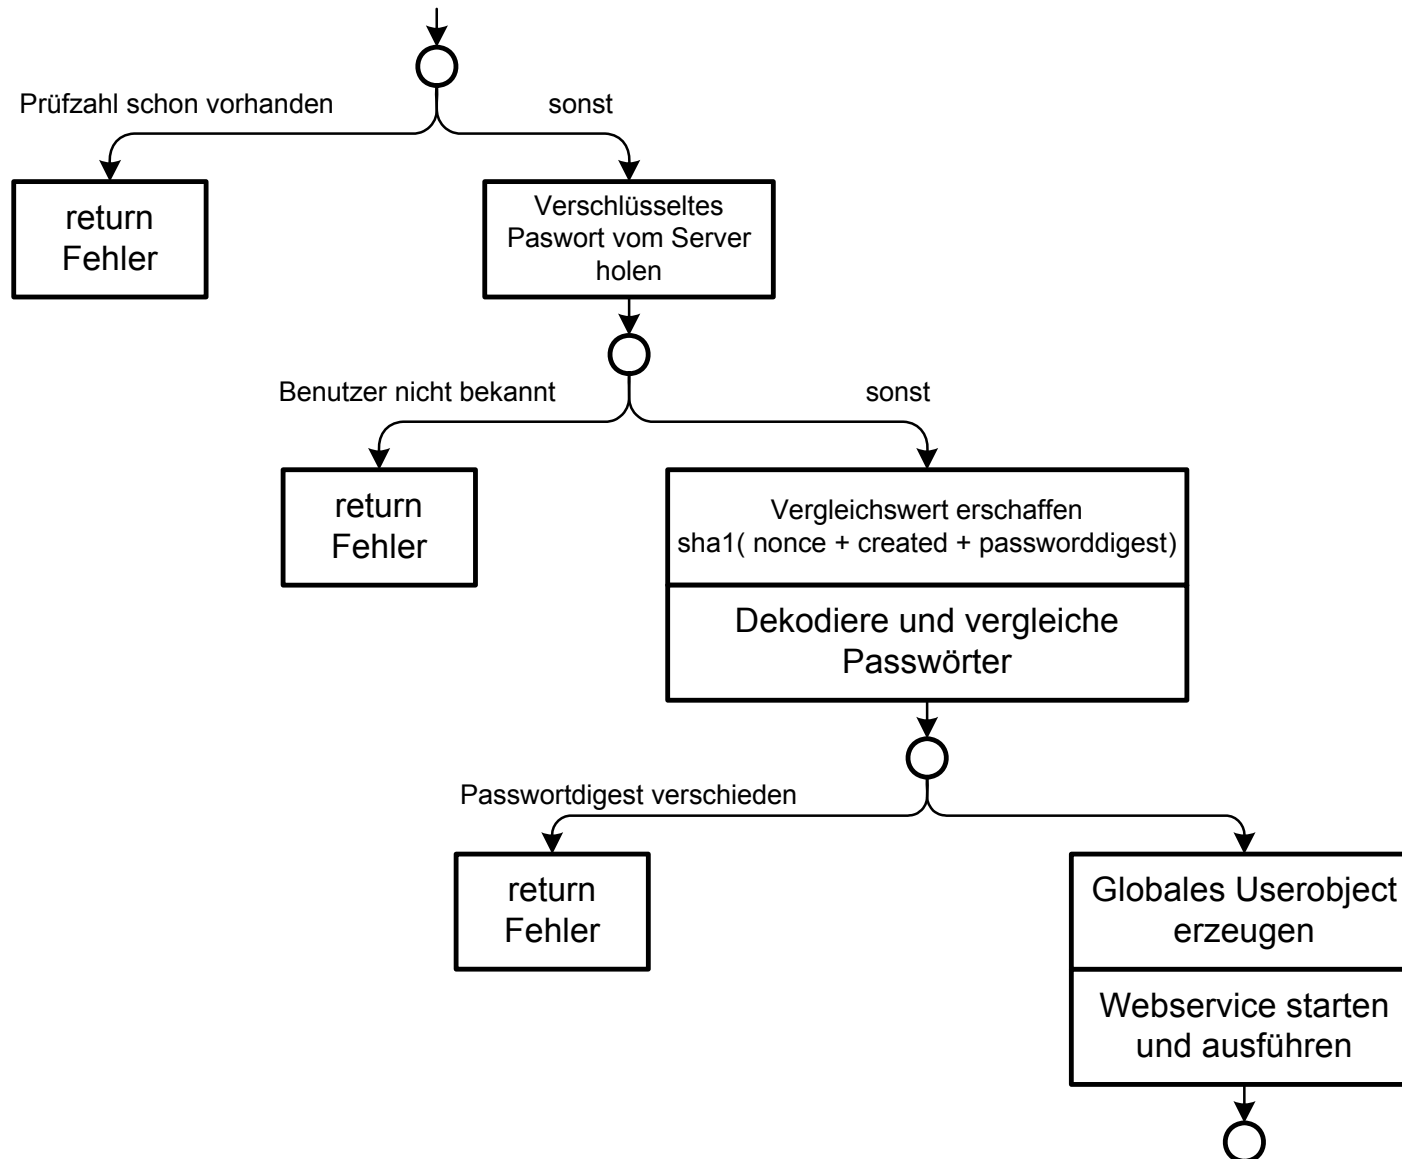 Prüfzahl schon vorhanden
sonst
return
Fehler
Verschlüsseltes
Paswort vom Server
holen
Benutzer nicht bekannt
sonst
return
Fehler
Vergleichswert erschaffen
sha1( nonce + created + passworddigest)
Dekodiere und vergleiche
Passwörter
Passwortdigest verschieden
return
Fehler
Globales Userobject
erzeugen
Webservice starten
und ausführen